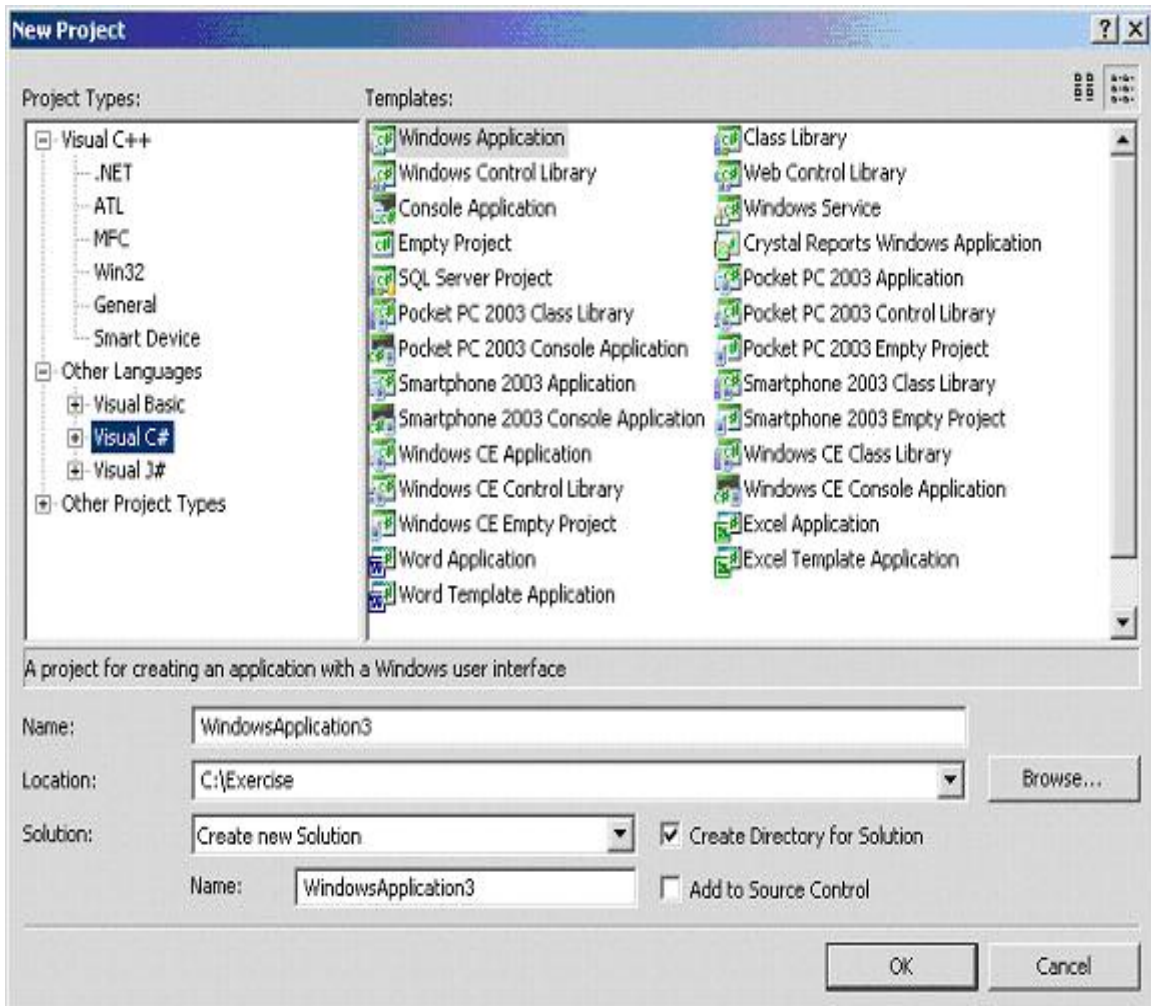 New Project
Project Types:
Visual C++
.NET
ATL
MFC
Win32
General
Smart Device
Other Languages
Visual Basic
Visual C#
Visual J#
Other Project Types
Templates:
Windows Application
Windows Control Library
Console Application
Empty Project
SQL Server Project
Pocket PC 2003 Class Library
Pocket PC 2003 Console Application
Smartphone 2003 Application
Smartphone 2003 Console Application
Windows CE Application
Windows CE Control Library
Windows CE Empty Project
Word Application
Word Template Application
Class Library
Web Control Library
Windows Service
Crystal Reports Windows Application
Pocket PC 2003 Application
Pocket PC 2003 Control Library
Pocket PC 2003 Empty Project
Smartphone 2003 Class Library
Smartphone 2003 Empty Project
Windows CE Class Library
Windows CE Console Application
Excel Application
Excel Template Application
A project for creating an application with a Windows user interface
Name: WindowsApplication3
Location: C:\Exercise Browse...
Solution: Create new Solution Create Directory for Solution
Name: WindowsApplication3 Add to Source Control
OK Cancel